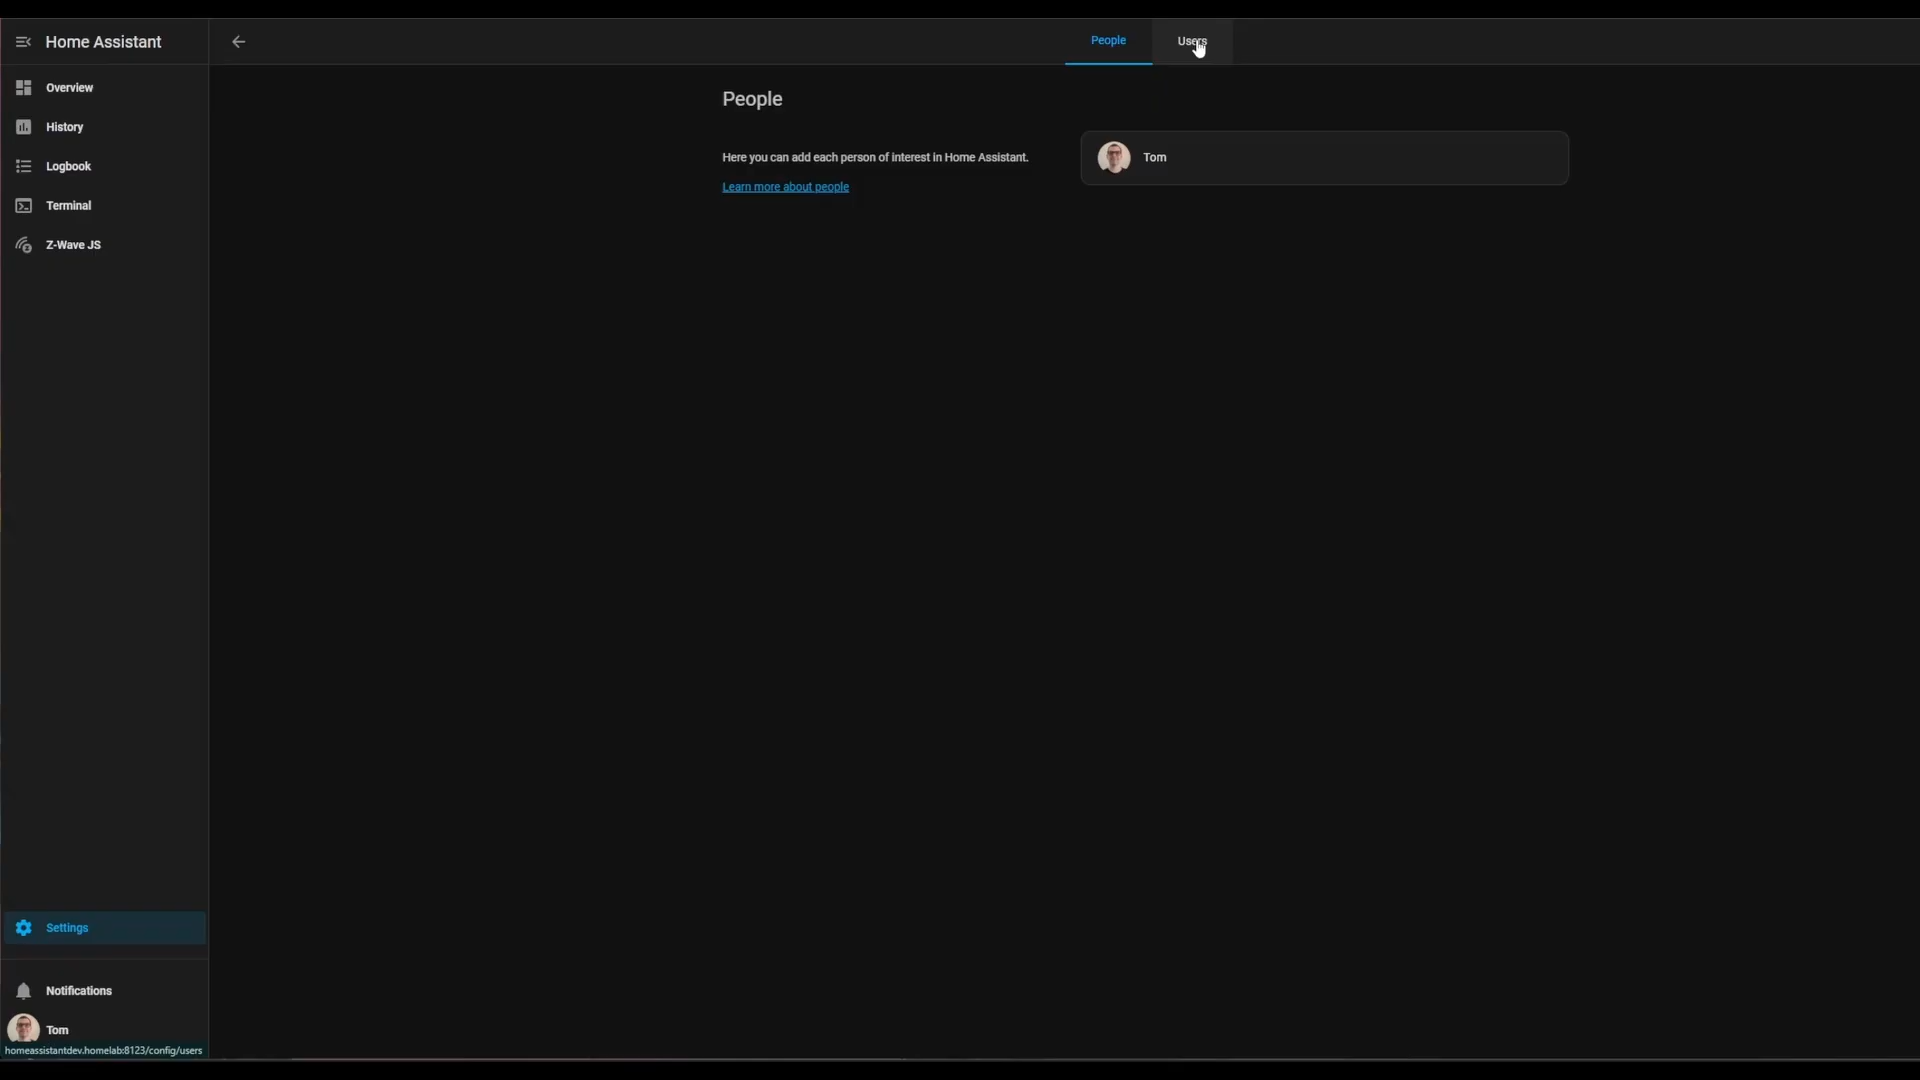 Home Assistant
People
Users
Overview
History
Logbook
Terminal
Z-Wave JS
People
Here you can add each person of interest in Home Assistant.
Learn more about people
Tom
Settings
Notifications
Tom
homeassistantdev.homelab:8123/config/users